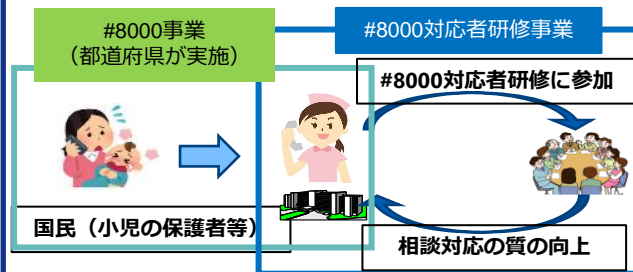 #8000事業
（都道府県が実施）
#8000対応者研修事業
#8000対応者研修に参加
国民（小児の保護者等）
相談対応の質の向上